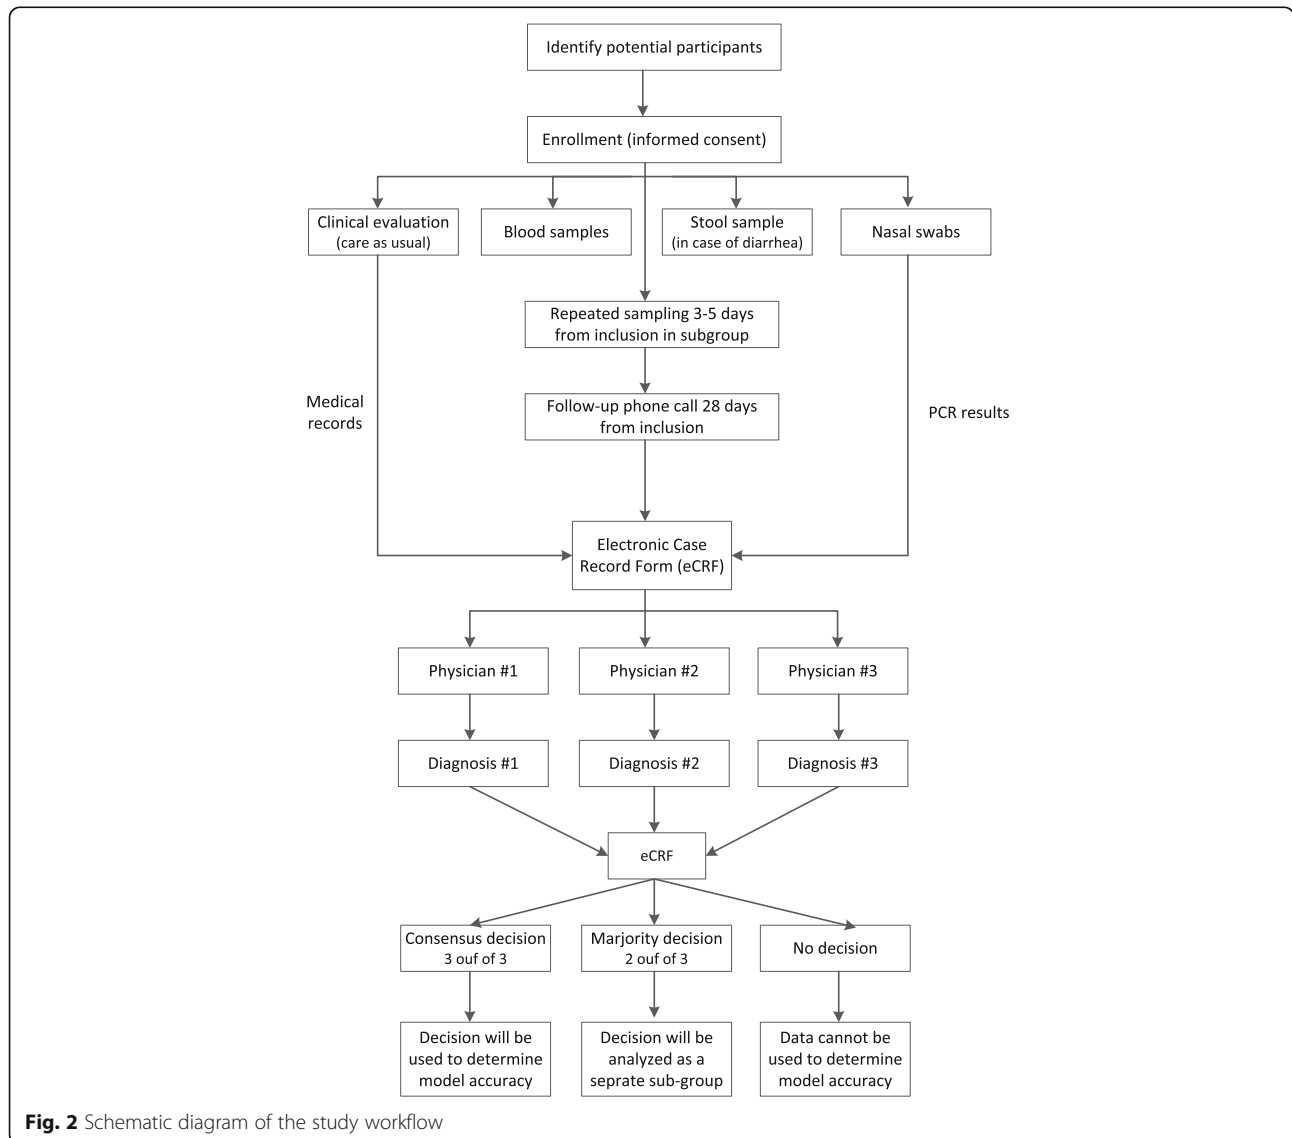 Identify potential participants
Enrollment (informed consent)
Clinical evaluation
(care as usual)
Blood samples
Stool sample
(in case of diarrhea)
Nasal swabs
Repeated sampling 3-5 days
from inclusion in subgroup
Medical
records
Follow-up phone call 28 days
from inclusion
PCR results
Electronic Case
Record Form (eCRF)
Physician #1
Physician #2
Physician #3
Diagnosis #1
Diagnosis #2
Diagnosis #3
eCRF
Consensus decision
3 ouf of 3
Marjority decision
2 ouf of 3
No decision
Decision will be
used to determine
model accuracy
Decision will be
analyzed as a
seprate sub-group
Data cannot be
used to determine
model accuracy
Fig. 2 Schematic diagram of the study workflow